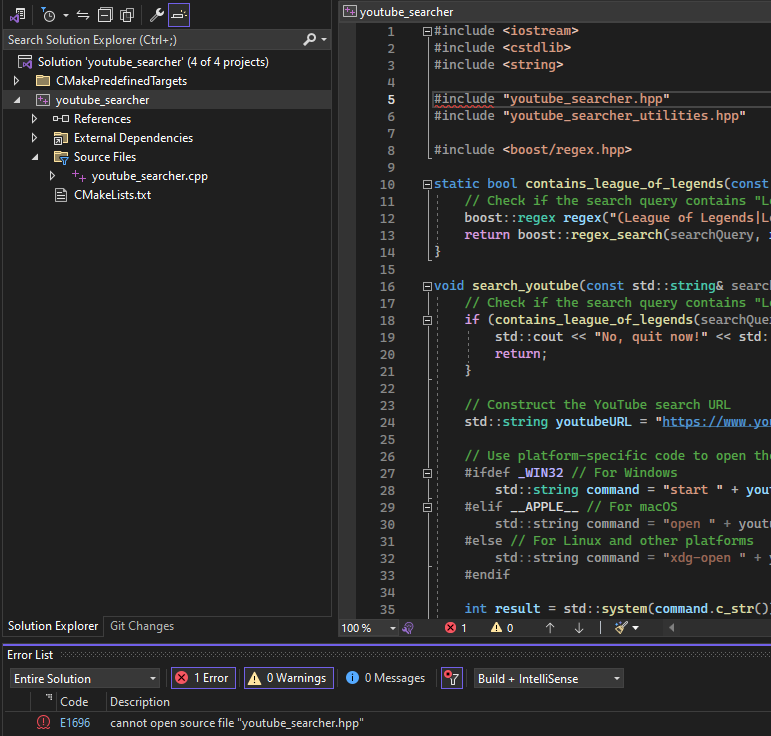 youtube_searcher
Search Solution Explorer (Ctrl+;)
Solution 'youtube_searcher' (4 of 4 projects)
CMakePredefinedTargets
youtube_searcher
References
External Dependencies
Source Files
youtube_searcher.cpp
CMakeLists.txt
Solution Explorer
Git Changes
1 #include <iostream>
2 #include <cstdlib>
3 #include <string>
4
5 #include "youtube_searcher.hpp"
6 #include "youtube_searcher_utilities.hpp"
7
8 #include <boost/regex.hpp>
9
10 static bool contains_league_of_legends(const
11 // Check if the search query contains "L
12 boost::regex regex("(League of Legends|L
13 return boost::regex_search(searchQuery,
14 }
15
16 void search_youtube(const std::string& searc
17 // Check if the search query contains "L
18 if (contains_league_of_legends(searchQue
19 std::cout << "No, quit now!" << std:
20 return;
21 }
22
23 // Construct the YouTube search URL
24 std::string youtubeURL = "https://www.yo
25
26 // Use platform-specific code to open th
27 #ifdef _WIN32 // For Windows
28 std::string command = "start " + yout
29 #elif __APPLE__ // For macOS
30 std::string command = "open " + yout
31 #else // For Linux and other platforms
32 std::string command = "xdg-open " +
33 #endif
34
35 int result = std::system(command.c_str()
100 %
1
0
Error List
Entire Solution
1 Error
0 Warnings
0 Messages
Build + IntelliSense
Code
Description
E1696
cannot open source file "youtube_searcher.hpp"